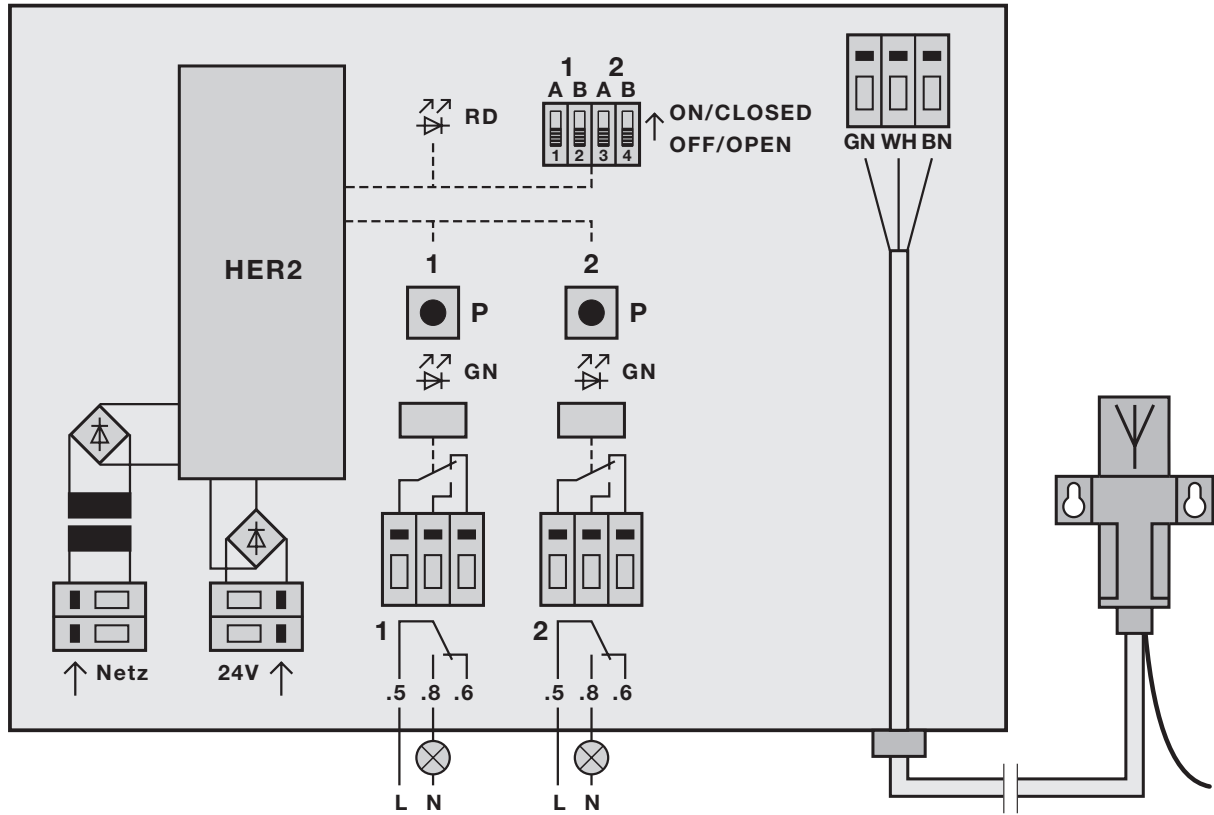 1 2
A B A B
RD
ON/CLOSED
OFF/OPEN
1 2 3 4
GN WH BN
HER2
1 2
P P
GN GN
1 2
Netz 24V
.5 .8 .6 .5 .8 .6
L N L N